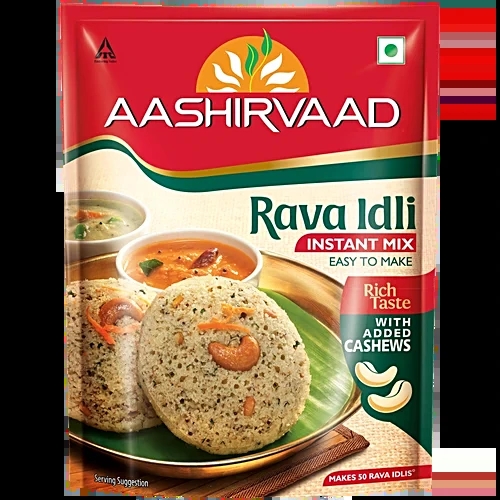 AASHIRVAAD
Rava Idli
INSTANT MIX
EASY TO MAKE
Rich
Taste
WITH
ADDED
CASHEWS
MAKES 50 RAVA IDLIS*
Serving Suggestion